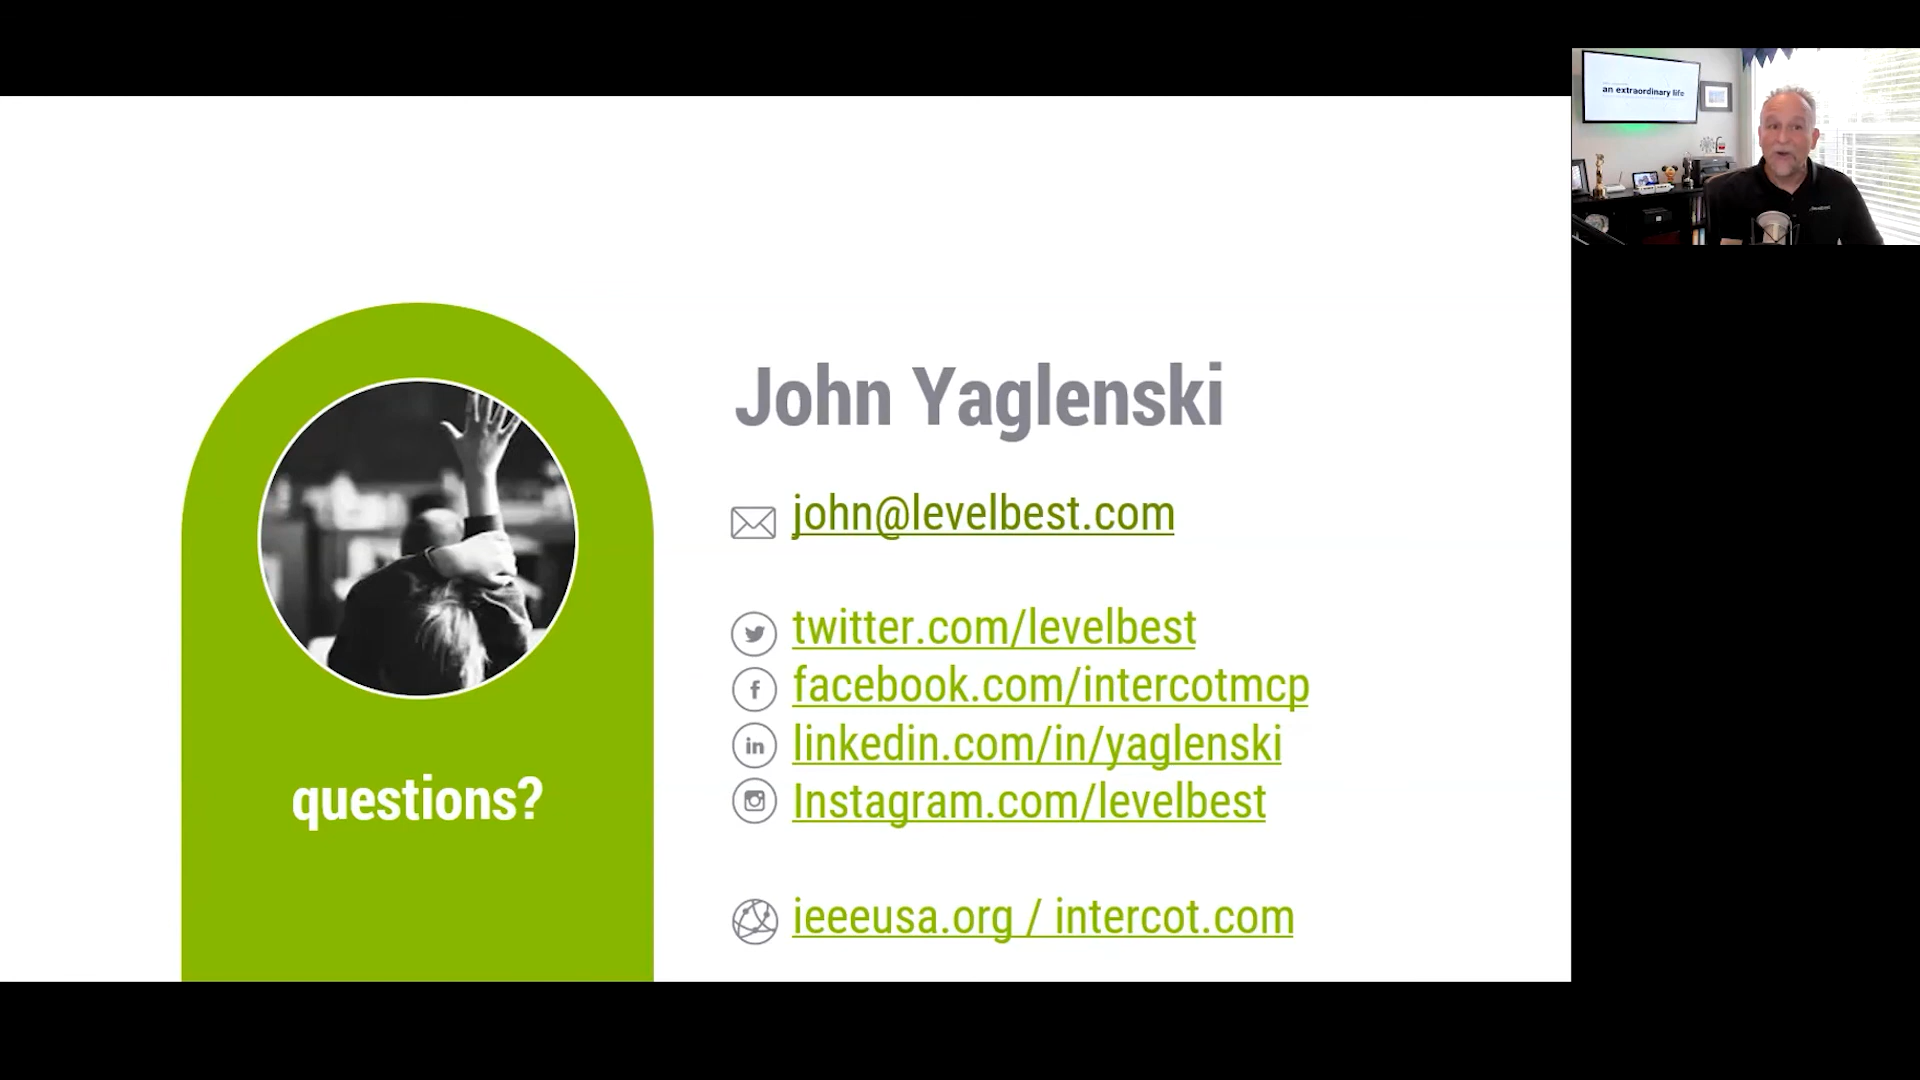 an extraordinary life
John Yaglenski
john@levelbest.com
twitter.com/levelbest
facebook.com/intercotmcp
linkedin.com/in/yaglenski
Instagram.com/levelbest
ieeeusa.org / intercot.com
questions?